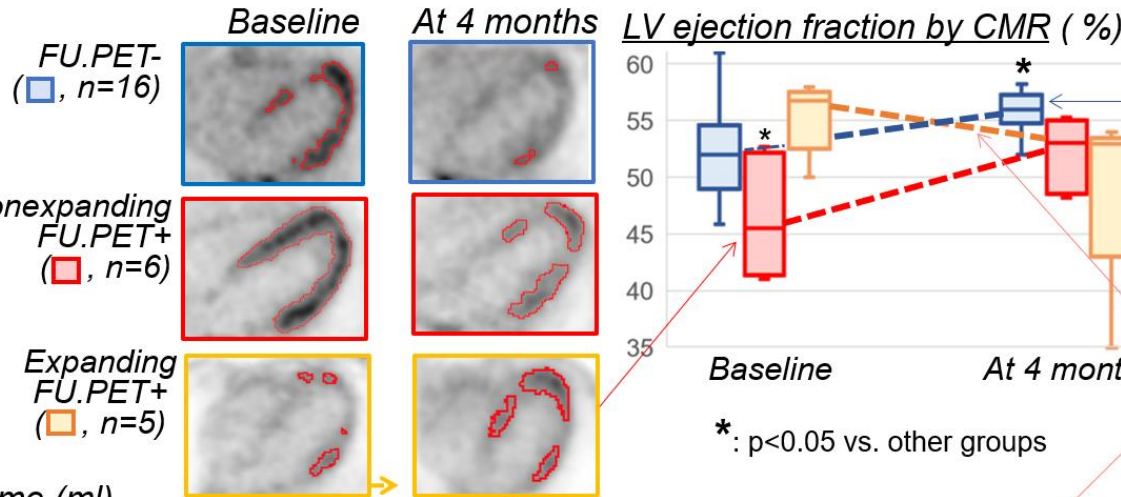 Baseline
At 4 months
LV ejection fraction by CMR ( %)
FU.PET-
( , n=16)
onexpanding
FU.PET+
( , n=6)
Expanding
FU.PET+
( , n=5)
60
*
55
*
50
45
40
35
Baseline
At 4 mont
*: p<0.05 vs. other groups
me (ml)